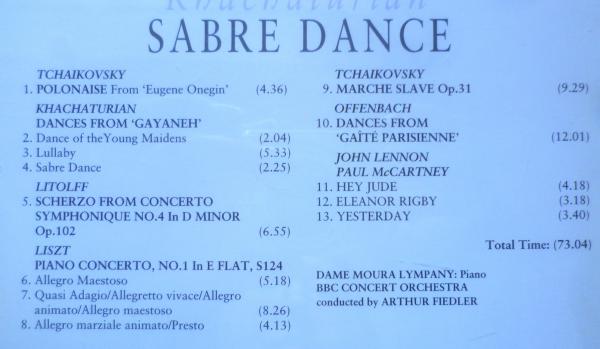 Khachaturian
SABRE DANCE
TCHAIKOVSKY
1. POLONAISE From ‘Eugene Onegin’ (4.36)
KHACHATURIAN
DANCES FROM ‘GAYANEH’
2. Dance of the Young Maidens (2.04)
3. Lullaby (5.33)
4. Sabre Dance (2.25)
LITOLFF
5. SCHERZO FROM CONCERTO
SYMPHONIQUE NO.4 In D MINOR
Op.102 (6.55)
LISZT
PIANO CONCERTO, NO.1 In E FLAT, S124
6. Allegro Maestoso (5.18)
7. Quasi Adagio/Allegretto vivace/Allegro
animato/Allegro maestoso (8.26)
8. Allegro marziale animato/Presto (4.13)
TCHAIKOVSKY
9. MARCHE SLAVE Op.31 (9.29)
OFFENBACH
10. DANCES FROM
‘GAÎTÉ PARISIENNE’ (12.01)
JOHN LENNON
PAUL McCARTNEY
11. HEY JUDE (4.18)
12. ELEANOR RIGBY (3.18)
13. YESTERDAY (3.40)
Total Time: (73.04)
DAME MOURA LYMPANY: Piano
BBC CONCERT ORCHESTRA
conducted by ARTHUR FIEDLER